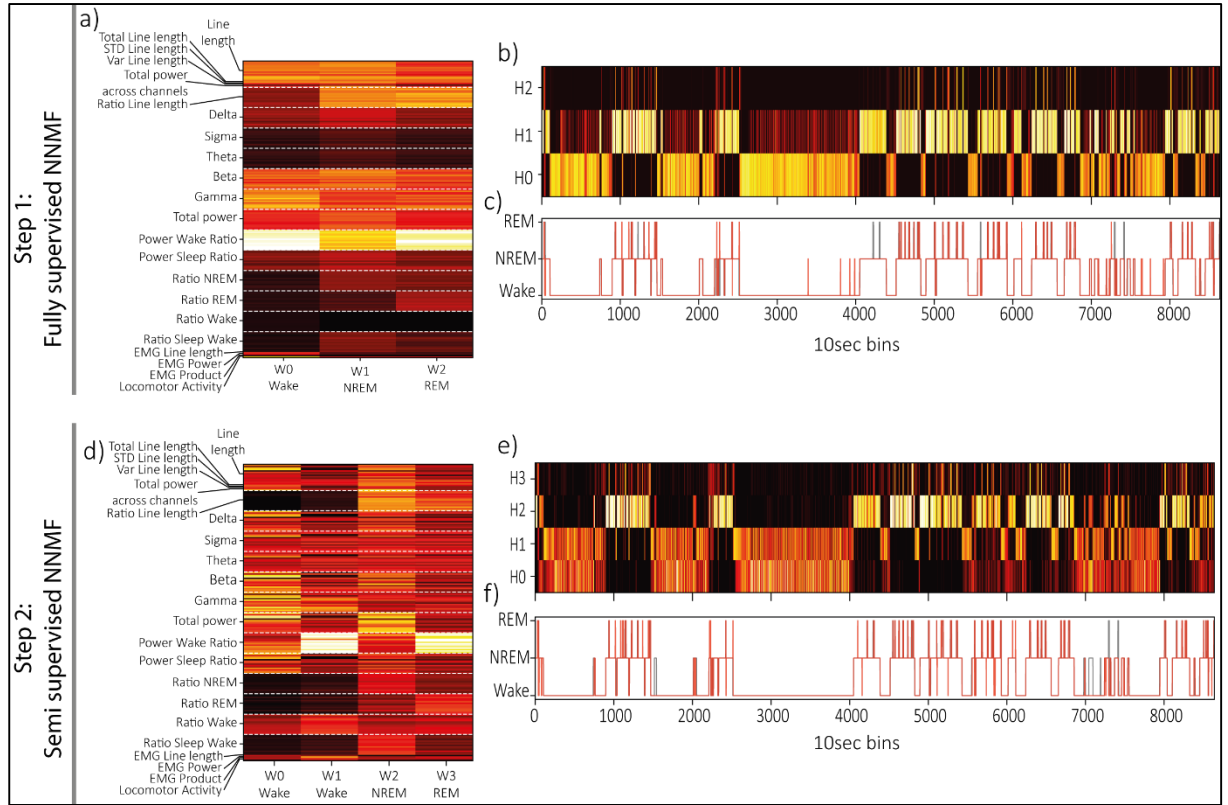 Step 1:
Fully supervised NNMF
a)
Line
length
Total Line length
STD Line length
Var Line length
Total power
across channels
Ratio Line length
Delta
Sigma
Theta
Beta
Gamma
Total power
Power Wake Ratio
Power Sleep Ratio
Ratio NREM
Ratio REM
Ratio Wake
Ratio Sleep Wake
EMG Line length
EMG Power
EMG Product
Locomotor Activity
W0 W1 W2
Wake NREM REM
b)
H2
H1
H0
c)
REM
NREM
Wake
0 1000 2000 3000 4000 5000 6000 7000 8000
10sec bins
Step 2:
Semi supervised NNMF
d)
Line
length
Total Line length
STD Line length
Var Line length
Total power
across channels
Ratio Line length
Delta
Sigma
Theta
Beta
Gamma
Total power
Power Wake Ratio
Power Sleep Ratio
Ratio NREM
Ratio REM
Ratio Wake
Ratio Sleep Wake
EMG Line length
EMG Power
EMG Product
Locomotor Activity
W0 W1 W2 W3
Wake Wake NREM REM
e)
H3
H2
H1
H0
f)
REM
NREM
Wake
0 1000 2000 3000 4000 5000 6000 7000 8000
10sec bins